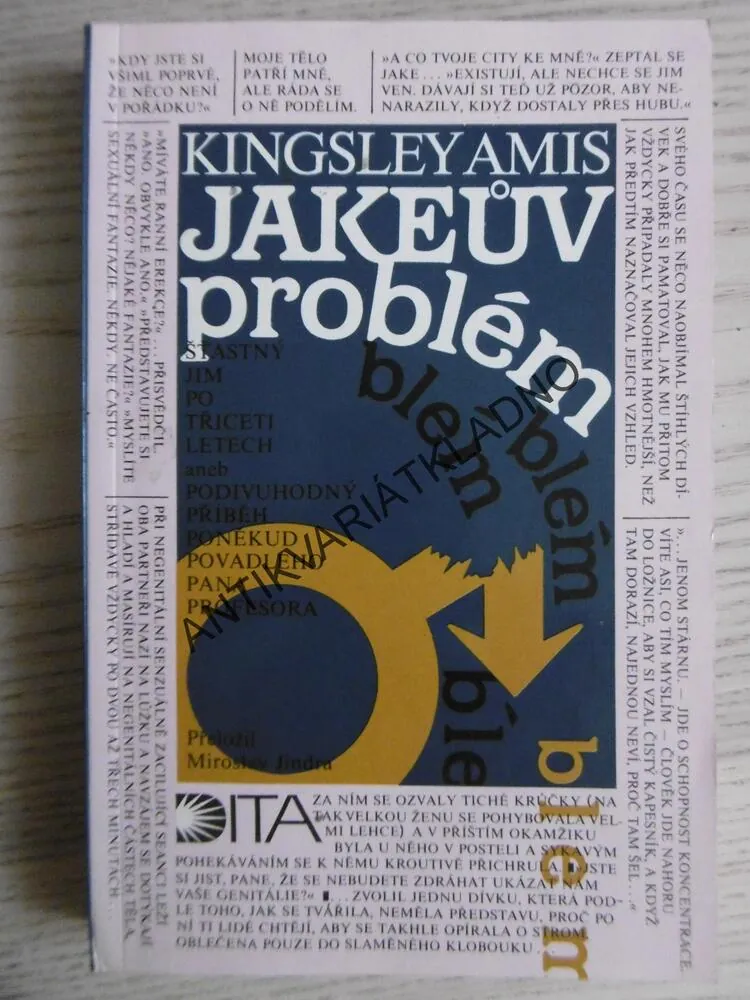 »KDY JSTE SI
VŠIML POPRVÉ,
ŽE NĚCO NENÍ
V POŘÁDKU?«
MOJE TĚLO
PATŘÍ MNĚ,
ALE RÁDA SE
O NĚ PODĚLÍM.
»A CO TVOJE CITY KE MNĚ?« ZEPTAL SE
JAKE . . . »EXISTUJÍ, ALE NECHCE SE JIM
VEN. DÁVAJÍ SI TEĎ UŽ POZOR, ABY NE-
NARAZILY, KDYŽ DOSTALY PŘES HUBU.«
SVÉHO ČASU SE NĚCO NAOBJÍMAL ŠTÍHLÝCH DÍ-
VEK A DOBŘE SI PAMATOVAL, JAK MU PŘITOM
VŽDYCKY PŘIPADALY MNOHEM HMOTNĚJŠÍ, NEŽ
JAK PŘEDTÍM NAZNAČOVAL JEJICH VZHLED.
»MÍVÁTE RANNÍ EREKCE?« . . . PŘISVĚDČIL.
»ANO, OBVYKLE ANO.« »PŘEDSTAVUJETE SI
NĚKDY NĚCO? NĚJAKÉ FANTAZIE?« »MYSLÍTE
SEXUÁLNÍ FANTAZIE. NĚKDY. NE ČASTO.«
KINGSLEY AMIS
JAKEŮV
problém
blém
blém
ble
blém
ŠŤASTNÝ
JIM
PO
TŘICETI
LETECH
aneb
PODIVUHODNÝ
PŘÍBĚH
PONĚKUD
POVADLÉHO
PANA
PROFESORA
ANTIKVARIÁTKLADNO
Přeložil
Miroslav Jindra
». . . JENOM STÁRNU. – JDE O SCHOPNOST KONCENTRACE.
VÍTE ASI, CO TÍM MYSLÍM – ČLOVĚK JDE NAHORU
DO LOŽNICE, ABY SI VZAL ČISTÝ KAPESNÍK, A KDYŽ
TAM DORAZÍ, NAJEDNOU NEVÍ, PROČ TAM ŠEL . . .«
PŘI NEGENITÁLNÍ SENZUÁLNĚ ZACILUJÍCÍ SEANCI LEŽÍ
OBA PARTNEŘI NAZÍ NA LŮŽKU A NAVZÁJEM SE DOTÝKAJÍ
A HLADÍ A MASÍRUJÍ NA NEGENITÁLNÍCH ČÁSTECH TĚLA,
STŘÍDAVĚ VŽDYCKY PO DVOU AŽ TŘECH MINUTÁCH . . .
DITA
ZA NÍM SE OZVALY TICHÉ KRŮČKY (NA
TAK VELKOU ŽENU SE POHYBOVALA VEL-
MI LEHCE) A V PŘÍŠTÍM OKAMŽIKU
BYLA U NĚHO V POSTELI A SÝKAVÝM
POHEKÁVÁNÍM SE K NĚMU KROUTIVĚ PŘICHRULA. ▮ »JSTE
SI JIST, PANE, ŽE SE NEBUDETE ZDRÁHAT UKÁZAT NÁM
VAŠE GENITÁLIE?« ▮ . . . ZVOLIL JEDNU DÍVKU, KTERÁ POD-
LE TOHO, JAK SE TVÁŘILA, NEMĚLA PŘEDSTAVU, PROČ PO
NÍ TI LIDÉ CHTĚJÍ, ABY SE TAKHLE OPÍRALA O STROM,
OBLEČENA POUZE DO SLAMĚNÉHO KLOBOUKU . . .